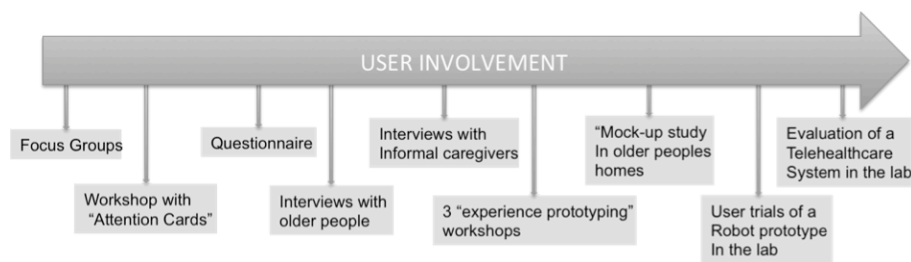 USER INVOLVEMENT
Focus Groups
Workshop with
“Attention Cards”
Questionnaire
Interviews with
older people
Interviews with
Informal caregivers
3 “experience prototyping”
workshops
“Mock-up study
In older peoples
homes
User trials of a
Robot prototype
In the lab
Evaluation of a
Telehealthcare
System in the lab